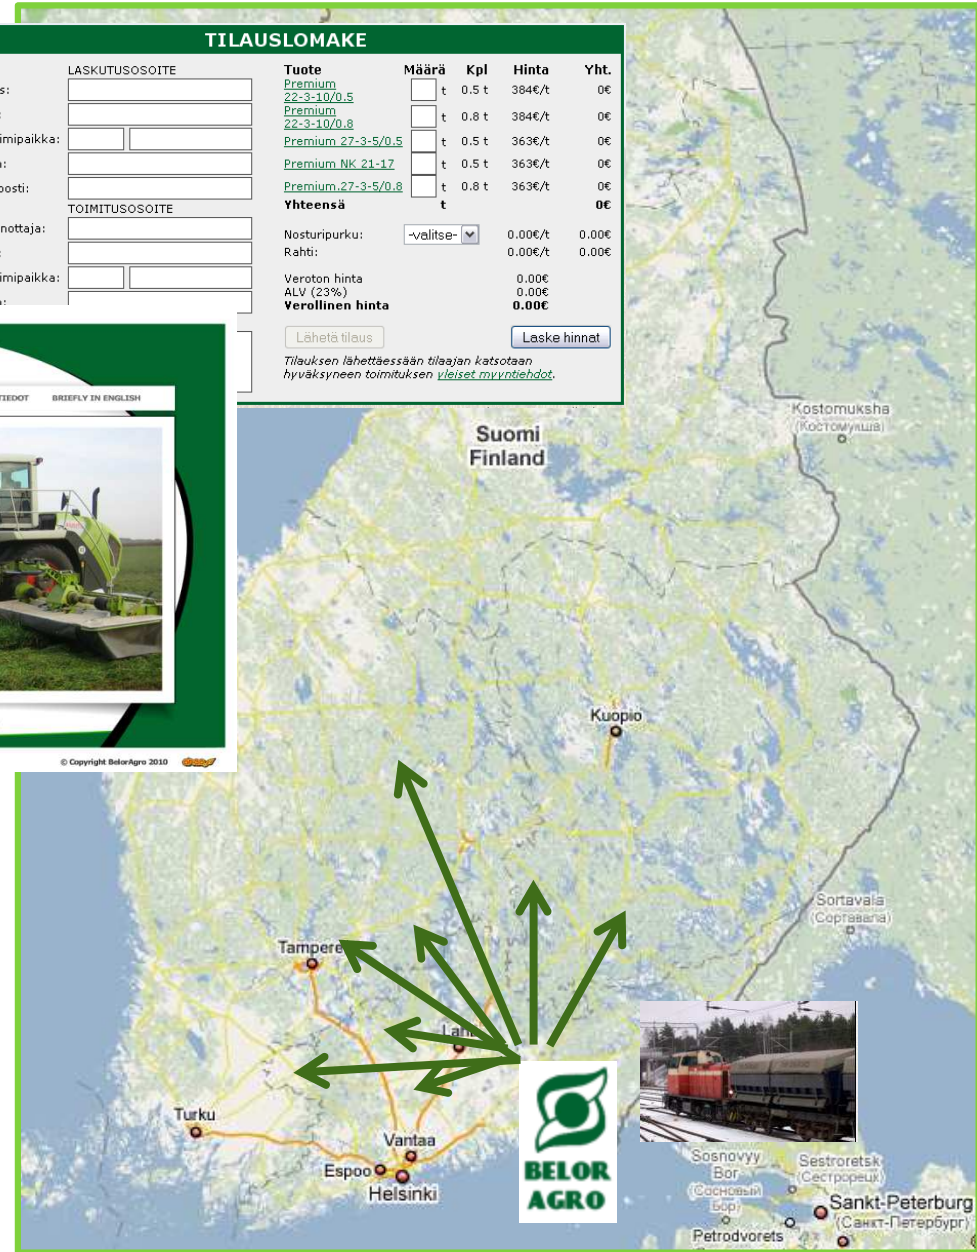 TILAUSLOMAKE
LASKUTUSOSOITE
s:
:
imipaikka:
n:
posti:
TOIMITUSOSOITE
nottaja:
:
imipaikka:
a:
Tuote Määrä Kpl Hinta Yht.
Premium 22-3-10/0.5 t 0.5 t 384€/t 0€
Premium 22-3-10/0.8 t 0.8 t 384€/t 0€
Premium 27-3-5/0.5 t 0.5 t 363€/t 0€
Premium NK 21-17 t 0.5 t 363€/t 0€
Premium.27-3-5/0.8 t 0.8 t 363€/t 0€
Yhteensä t 0€
Nosturipurku: -valitse- 0.00€/t 0.00€
Rahti: 0.00€/t 0.00€
Veroton hinta 0.00€
ALV (23%) 0.00€
Verollinen hinta 0.00€
Lähetä tilaus Laske hinnat
Tilauksen lähettäessään tilaajan katsotaan
hyväksyneen toimituksen yleiset myyntiehdot.
TIEDOT BRIEFLY IN ENGLISH
© Copyright BelorAgro 2010
Kostomuksha
(Костомукша)
Suomi
Finland
Kuopio
Sortavala
(Сортавала)
Tampere
Lah
Turku
Vantaa
Espoo
Helsinki
BELOR
AGRO
Sosnovyy
Bor
(Сосновый
Бор)
Sestroretsk
(Сестрорецк)
Sankt-Peterburg
(Санкт-Петербург)
Petrodvorets